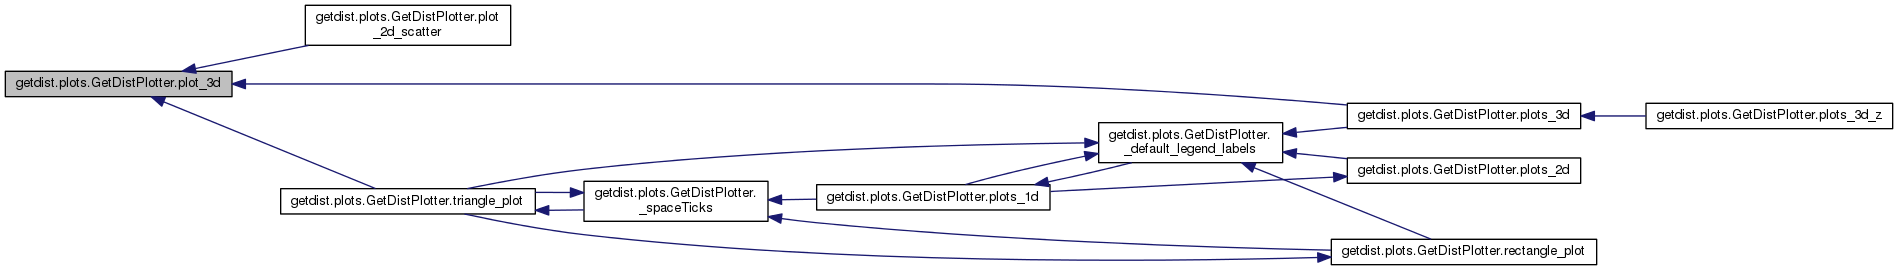 getdist.plots.GetDistPlotter.plot
_2d_scatter
getdist.plots.GetDistPlotter.plot_3d
getdist.plots.GetDistPlotter.plots_3d
getdist.plots.GetDistPlotter.plots_3d_z
getdist.plots.GetDistPlotter.
_default_legend_labels
getdist.plots.GetDistPlotter.plots_2d
getdist.plots.GetDistPlotter.triangle_plot
getdist.plots.GetDistPlotter.
_spaceTicks
getdist.plots.GetDistPlotter.plots_1d
getdist.plots.GetDistPlotter.rectangle_plot